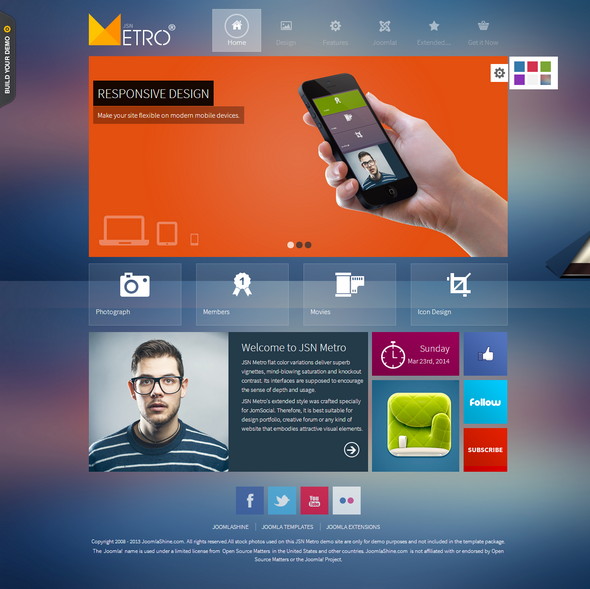 BUILD YOUR DEMO
JSN
METRO®
Home
Design
Features
Joomla!
Extended...
Get it Now
RESPONSIVE DESIGN
Make your site flexible on modern mobile devices.
1
Photograph
Members
Movies
Icon Design
Welcome to JSN Metro
JSN Metro flat color variations deliver superb
vignettes, mind-blowing saturation and knockout
contrast. Its interfaces are supposed to encourage
the sense of depth and usage.
JSN Metro's extended style was crafted specially
for JomSocial. Therefore, it is best suitable for
design portfolio, creative forum or any kind of
website that embodies attractive visual elements.
Sunday
Mar 23rd, 2014
Follow
SUBSCRIBE
f
You
Tube
JOOMLASHINE
JOOMLA TEMPLATES
JOOMLA EXTENSIONS
Copyright 2008 - 2013 JoomlaShine.com. All rights reserved.All stock photos used on this JSN Metro demo site are only for demo purposes and not included in the template package.
The Joomla! name is used under a limited license from Open Source Matters in the United States and other countries. JoomlaShine.com is not affiliated with or endorsed by Open
Source Matters or the Joomla! Project.